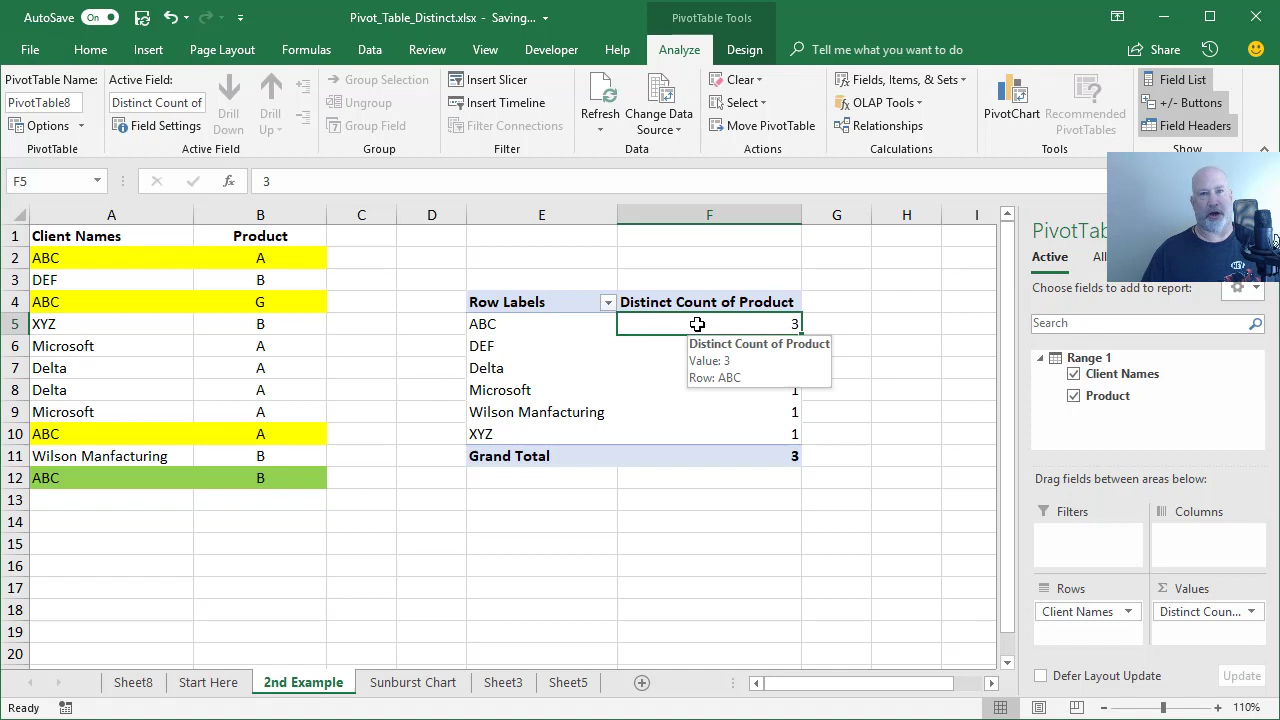 AutoSave On Pivot_Table_Distinct.xlsx - Saving... PivotTable Tools
File Home Insert Page Layout Formulas Data Review View Developer Help Analyze Design Tell me what you want to do Share
PivotTable Name: Active Field: Group Selection Insert Slicer Clear Fields, Items, & Sets Field List
PivotTable8 Distinct Count of Drill Down Drill Up Ungroup Insert Timeline Refresh Change Data Source Select OLAP Tools PivotChart Recommended PivotTables +/- Buttons
Options Field Settings Group Field Filter Connections Move PivotTable Relationships Field Headers
PivotTable Active Field Group Filter Data Actions Calculations Tools Show
F5 fx 3
A B C D E F G H I
1 Client Names Product
2 ABC A
3 DEF B
4 ABC G Row Labels Distinct Count of Product
5 XYZ B ABC 3
6 Microsoft A DEF
7 Delta A Delta
8 Delta A Microsoft 1
9 Microsoft A Wilson Manfacturing 1
10 ABC A XYZ 1
11 Wilson Manfacturing B Grand Total 3
12 ABC B
13
14
15
16
17
18
19
20
Distinct Count of Product
Value: 3
Row: ABC
Active
Choose fields to add to report:
Search
Range 1
Client Names
Product
Drag fields between areas below:
Filters Columns
Rows Values
Client Names Distinct Coun...
Defer Layout Update Update
Sheet8 Start Here 2nd Example Sunburst Chart Sheet3 Sheet5
Ready 110%